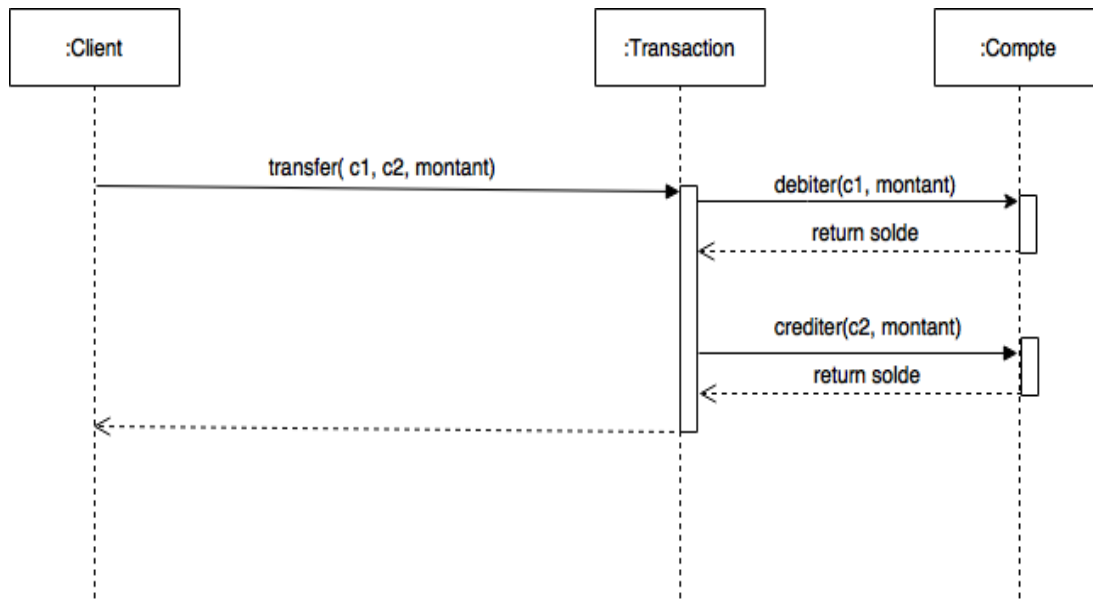 :Client
:Transaction
:Compte
transfer( c1, c2, montant)
debiter(c1, montant)
return solde
crediter(c2, montant)
return solde